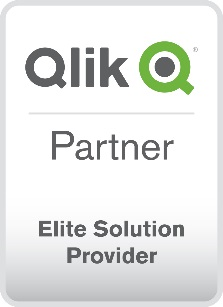 Qlik Q®
Partner
Elite Solution
Provider